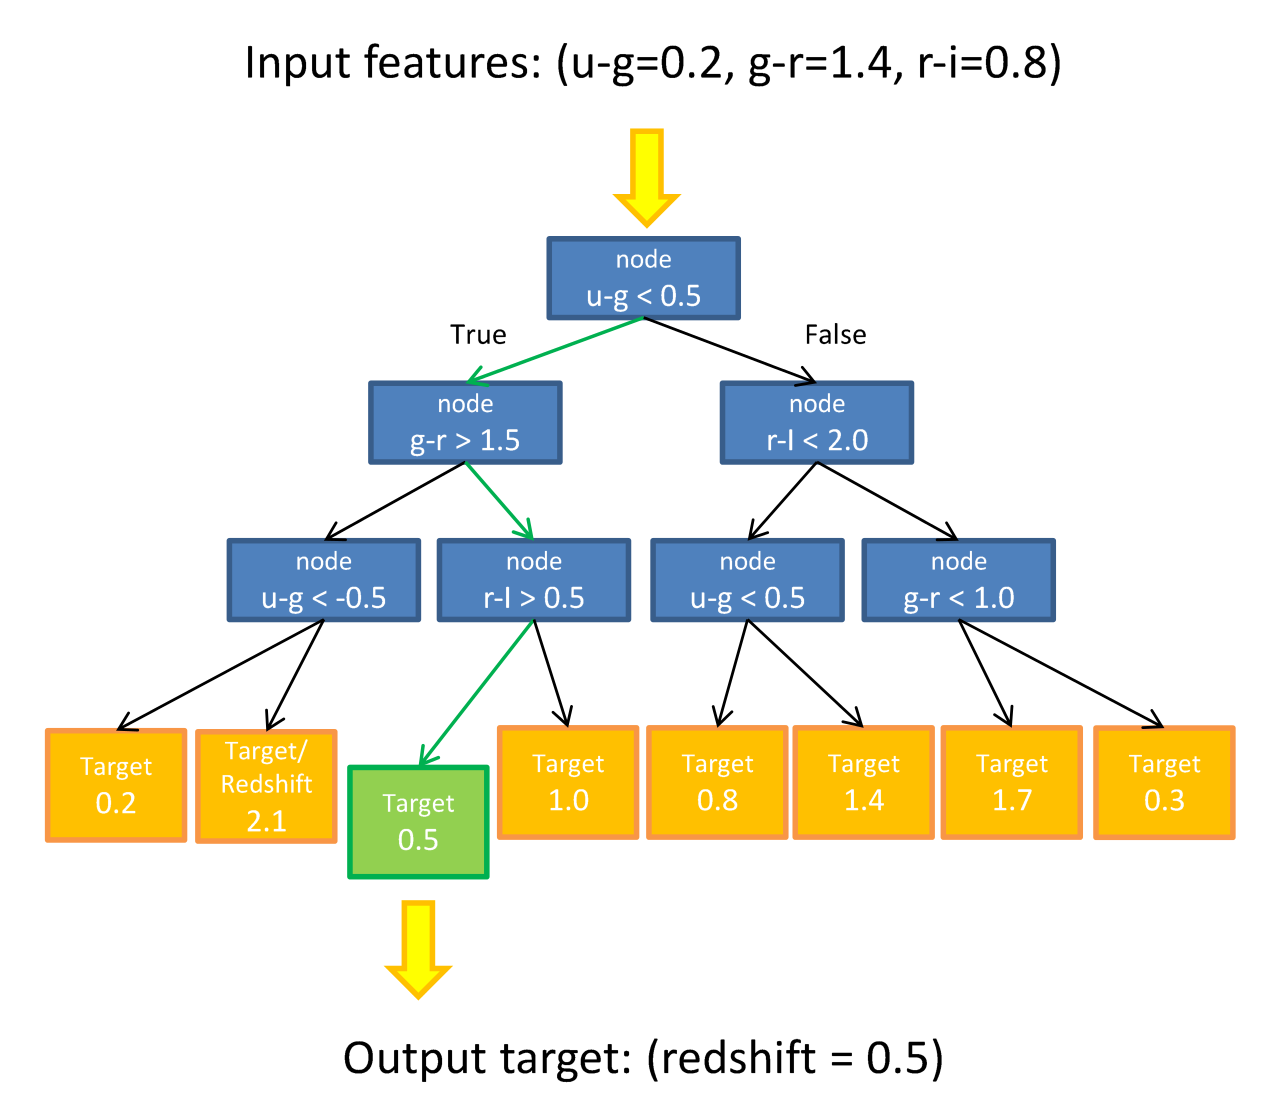 Input features: (u-g=0.2, g-r=1.4, r-i=0.8)
node
u-g < 0.5
True
False
node
g-r > 1.5
node
r-I < 2.0
node
u-g < -0.5
node
r-I > 0.5
node
u-g < 0.5
node
g-r < 1.0
Target
0.2
Target/
Redshift
2.1
Target
0.5
Target
1.0
Target
0.8
Target
1.4
Target
1.7
Target
0.3
Output target: (redshift = 0.5)